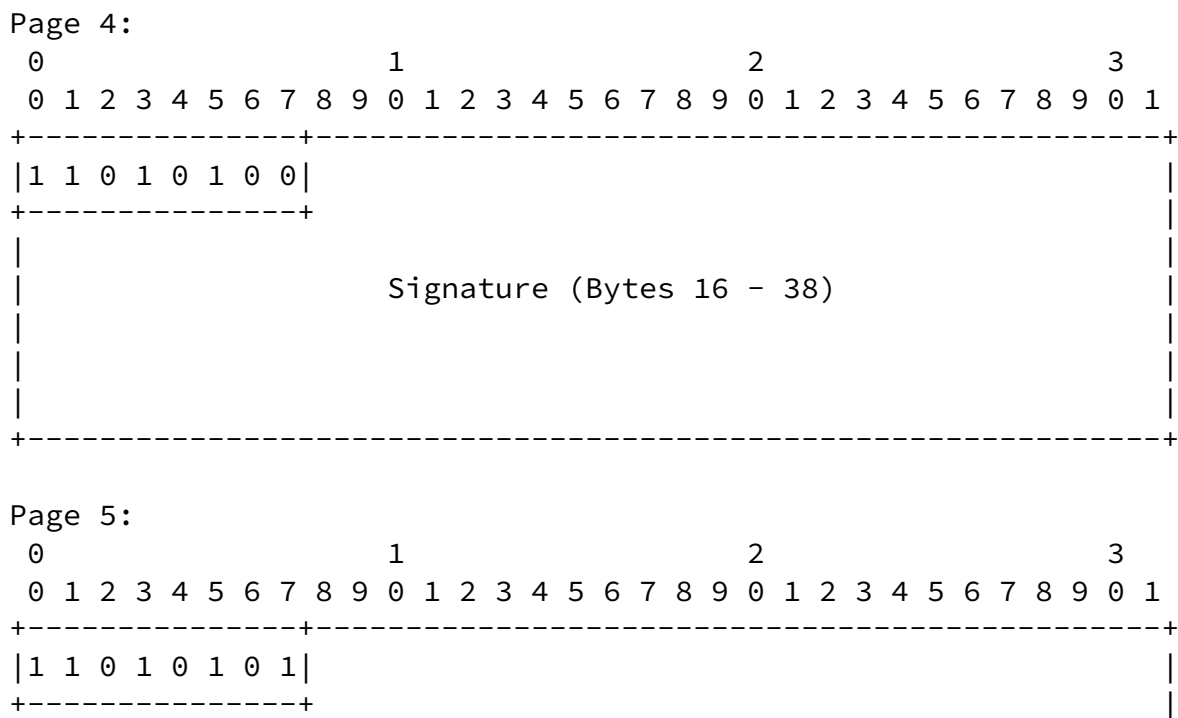 Page 4:
 0                   1                   2                   3
 0 1 2 3 4 5 6 7 8 9 0 1 2 3 4 5 6 7 8 9 0 1 2 3 4 5 6 7 8 9 0 1
+---------------+-----------------------------------------------+
|1 1 0 1 0 1 0 0|                                               |
+---------------+                                               |
|                                                               |
|                    Signature (Bytes 16 - 38)                  |
|                                                               |
|                                                               |
|                                                               |
+---------------------------------------------------------------+
Page 5:
 0                   1                   2                   3
 0 1 2 3 4 5 6 7 8 9 0 1 2 3 4 5 6 7 8 9 0 1 2 3 4 5 6 7 8 9 0 1
+---------------+-----------------------------------------------+
|1 1 0 1 0 1 0 1|                                               |
+---------------+                                               |